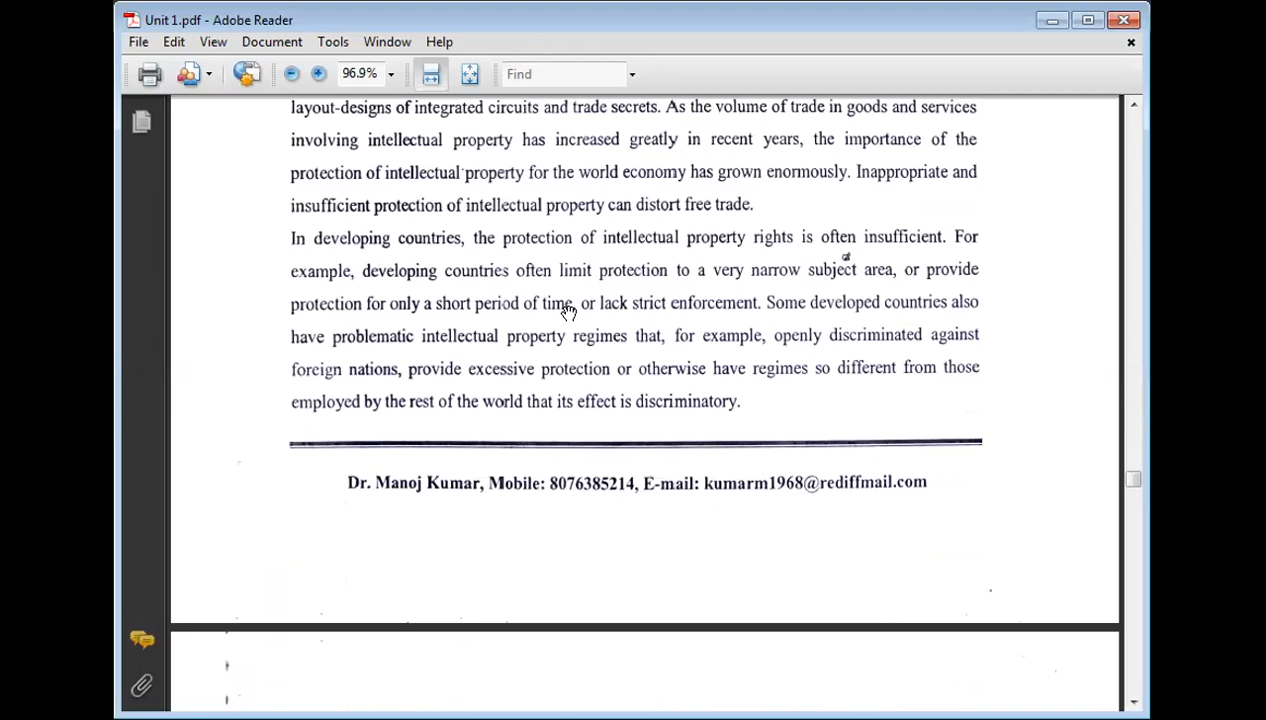 Unit 1.pdf - Adobe Reader
File Edit View Document Tools Window Help
96.9% Find
layout-designs of integrated circuits and trade secrets. As the volume of trade in goods and services
involving intellectual property has increased greatly in recent years, the importance of the
protection of intellectual property for the world economy has grown enormously. Inappropriate and
insufficient protection of intellectual property can distort free trade.
In developing countries, the protection of intellectual property rights is often insufficient. For
example, developing countries often limit protection to a very narrow subject area, or provide
protection for only a short period of time, or lack strict enforcement. Some developed countries also
have problematic intellectual property regimes that, for example, openly discriminated against
foreign nations, provide excessive protection or otherwise have regimes so different from those
employed by the rest of the world that its effect is discriminatory.
Dr. Manoj Kumar, Mobile: 8076385214, E-mail: kumarm1968@rediffmail.com